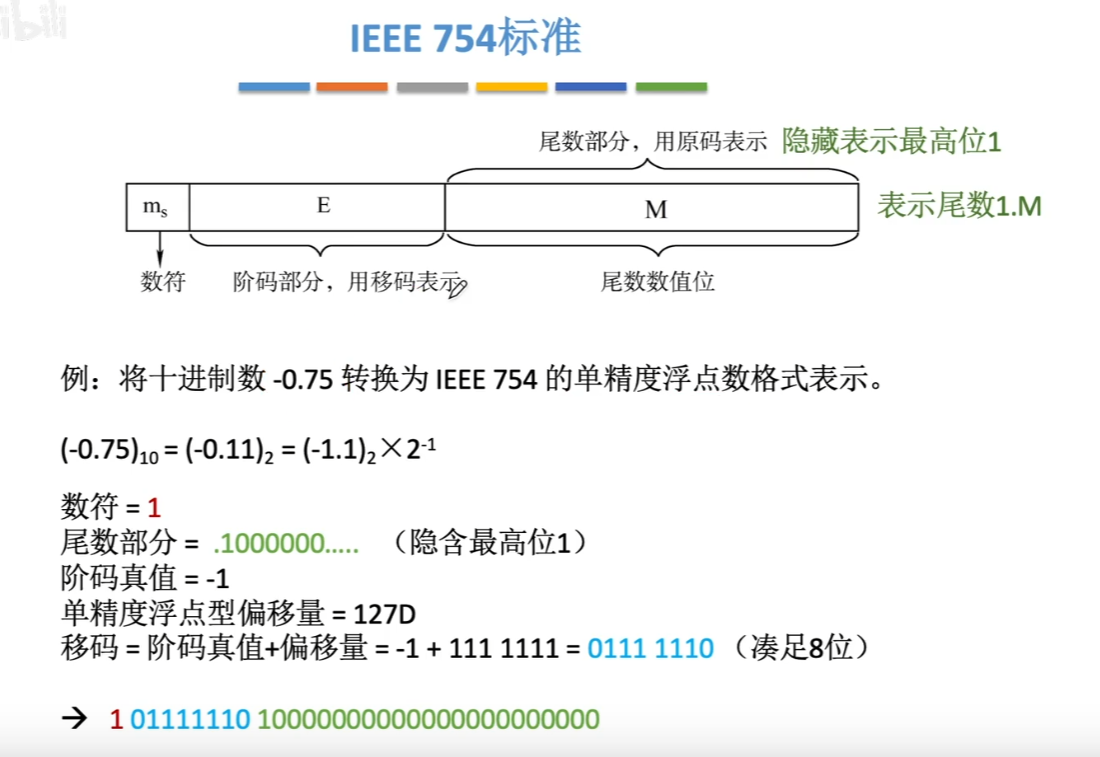 bili
IEEE 754标准
尾数部分，用原码表示 隐藏表示最高位1
mₛ E M 表示尾数1.M
数符 阶码部分，用移码表示 尾数数值位
例：将十进制数 -0.75 转换为 IEEE 754 的单精度浮点数格式表示。
(-0.75)₁₀ = (-0.11)₂ = (-1.1)₂×2⁻¹
数符 = 1
尾数部分 = .1000000..... （隐含最高位1）
阶码真值 = -1
单精度浮点型偏移量 = 127D
移码 = 阶码真值+偏移量 = -1 + 111 1111 = 0111 1110 （凑足8位）
→ 1 01111110 10000000000000000000000